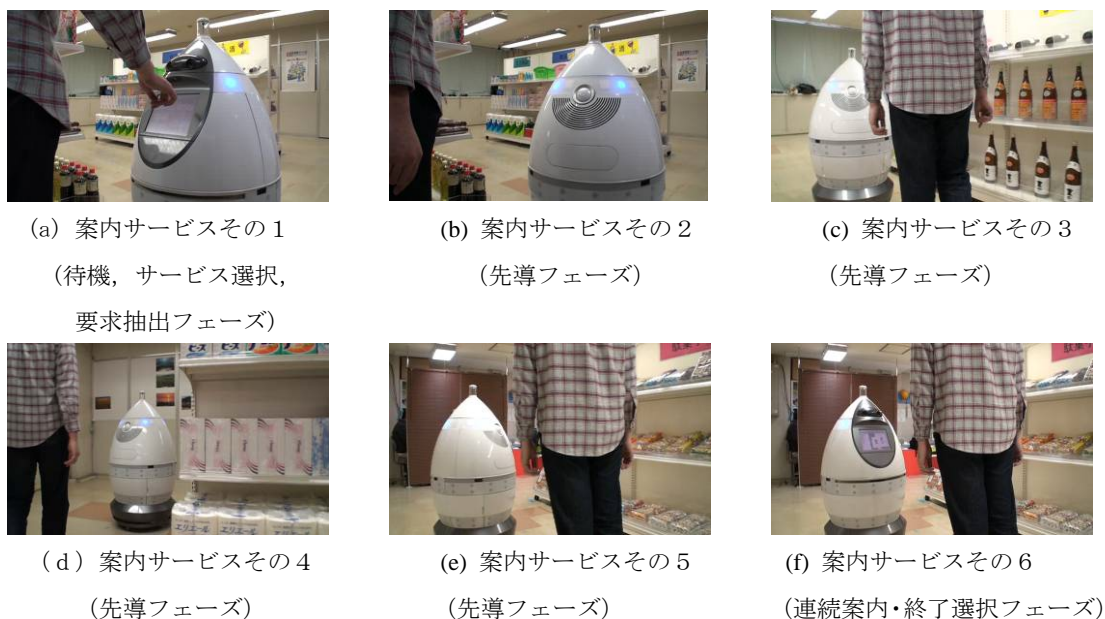 (a) 案内サービスその１
(b) 案内サービスその２
(c) 案内サービスその３
(待機，サービス選択，
(先導フェーズ)
(先導フェーズ)
要求抽出フェーズ)
エリエール
(d) 案内サービスその４
(e) 案内サービスその５
(f) 案内サービスその６
(先導フェーズ)
(先導フェーズ)
(連続案内・終了選択フェーズ)